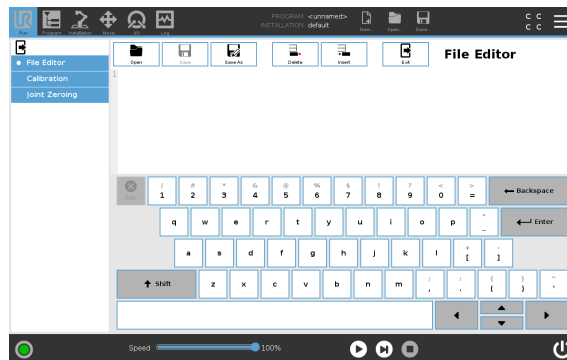 PROGRAM <unnamed>
INSTALLATION default
Run Program Installation Move I/O Log New... Open... Save...
C C
C C
File Editor
Calibration
Joint Zeroing
Open Save Save As Delete Insert Exit
File Editor
1
Esc / 1 # 2 * 3 & 4 @ 5 % 6 $ 7 ! 8 ? 9 < 0 > = Backspace
q w e r t y u i o p _ Enter
a s d f g h j k l + [ - ]
Shift z x c v b n m ; , : . { ( } )
Speed 100%